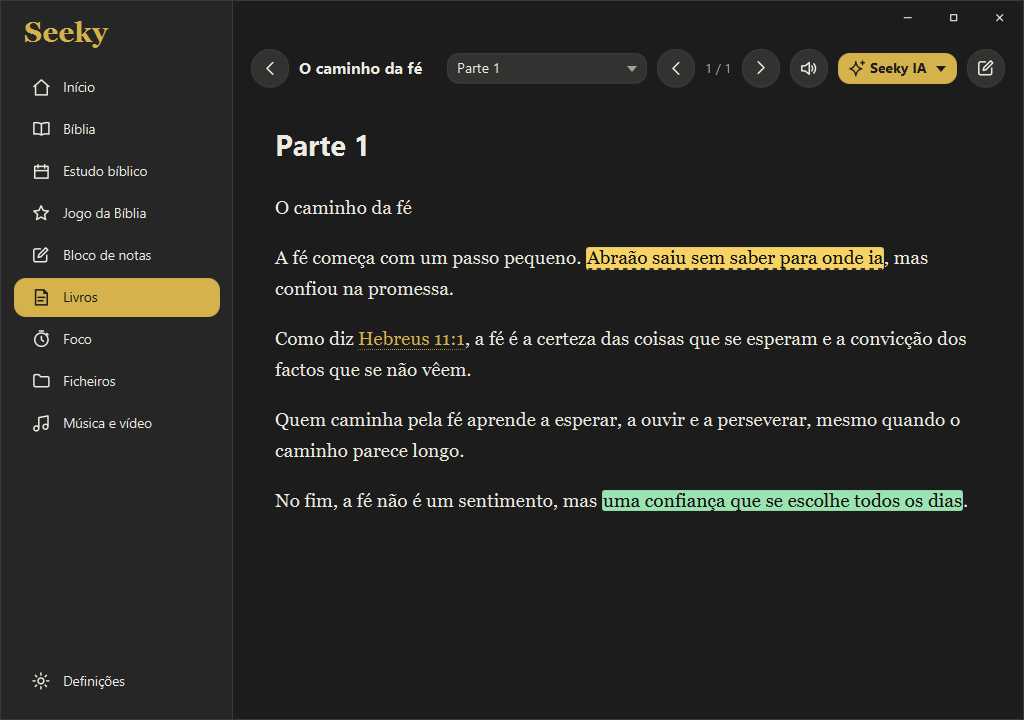 Seeky
Início
Bíblia
Estudo bíblico
Jogo da Bíblia
Bloco de notas
Livros
Foco
Ficheiros
Música e vídeo
Definições
O caminho da fé
Parte 1
1 / 1
Seeky IA
Parte 1
O caminho da fé
A fé começa com um passo pequeno. Abraão saiu sem saber para onde ia, mas
confiou na promessa.
Como diz Hebreus 11:1, a fé é a certeza das coisas que se esperam e a convicção dos
factos que se não vêem.
Quem caminha pela fé aprende a esperar, a ouvir e a perseverar, mesmo quando o
caminho parece longo.
No fim, a fé não é um sentimento, mas uma confiança que se escolhe todos os dias.